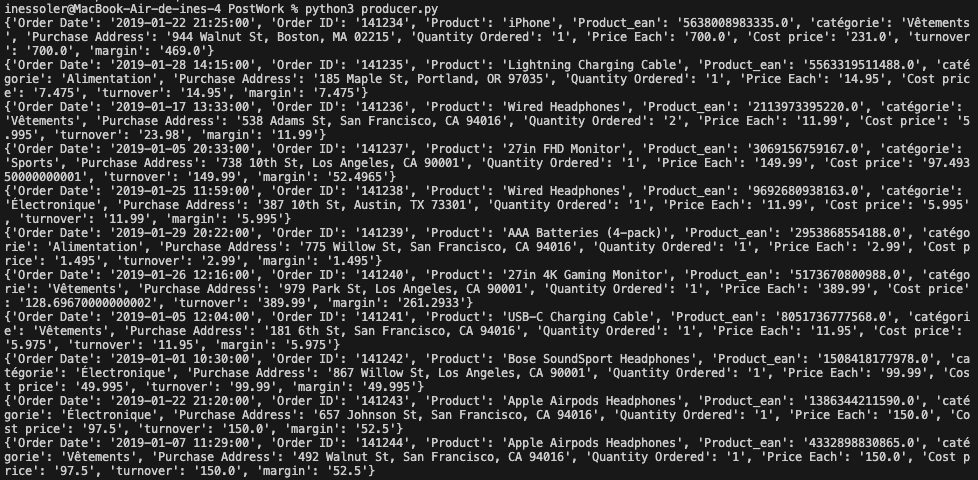 inessoler@MacBook-Air-de-ines-4 PostWork % python3 producer.py
{'Order Date': '2019-01-22 21:25:00', 'Order ID': '141234', 'Product': 'iPhone', 'Product_ean': '5638008983335.0', 'catégorie': 'Vêtements
', 'Purchase Address': '944 Walnut St, Boston, MA 02215', 'Quantity Ordered': '1', 'Price Each': '700.0', 'Cost price': '231.0', 'turnover
': '700.0', 'margin': '469.0'}
{'Order Date': '2019-01-28 14:15:00', 'Order ID': '141235', 'Product': 'Lightning Charging Cable', 'Product_ean': '5563319511488.0', 'caté
gorie': 'Alimentation', 'Purchase Address': '185 Maple St, Portland, OR 97035', 'Quantity Ordered': '1', 'Price Each': '14.95', 'Cost pric
e': '7.475', 'turnover': '14.95', 'margin': '7.475'}
{'Order Date': '2019-01-17 13:33:00', 'Order ID': '141236', 'Product': 'Wired Headphones', 'Product_ean': '2113973395220.0', 'catégorie':
'Vêtements', 'Purchase Address': '538 Adams St, San Francisco, CA 94016', 'Quantity Ordered': '2', 'Price Each': '11.99', 'Cost price': '5
.995', 'turnover': '23.98', 'margin': '11.99'}
{'Order Date': '2019-01-05 20:33:00', 'Order ID': '141237', 'Product': '27in FHD Monitor', 'Product_ean': '3069156759167.0', 'catégorie':
'Sports', 'Purchase Address': '738 10th St, Los Angeles, CA 90001', 'Quantity Ordered': '1', 'Price Each': '149.99', 'Cost price': '97.493
50000000001', 'turnover': '149.99', 'margin': '52.4965'}
{'Order Date': '2019-01-25 11:59:00', 'Order ID': '141238', 'Product': 'Wired Headphones', 'Product_ean': '9692680938163.0', 'catégorie':
'Électronique', 'Purchase Address': '387 10th St, Austin, TX 73301', 'Quantity Ordered': '1', 'Price Each': '11.99', 'Cost price': '5.995'
, 'turnover': '11.99', 'margin': '5.995'}
{'Order Date': '2019-01-29 20:22:00', 'Order ID': '141239', 'Product': 'AAA Batteries (4-pack)', 'Product_ean': '2953868554188.0', 'catégo
rie': 'Alimentation', 'Purchase Address': '775 Willow St, San Francisco, CA 94016', 'Quantity Ordered': '1', 'Price Each': '2.99', 'Cost p
rice': '1.495', 'turnover': '2.99', 'margin': '1.495'}
{'Order Date': '2019-01-26 12:16:00', 'Order ID': '141240', 'Product': '27in 4K Gaming Monitor', 'Product_ean': '5173670800988.0', 'catégo
rie': 'Vêtements', 'Purchase Address': '979 Park St, Los Angeles, CA 90001', 'Quantity Ordered': '1', 'Price Each': '389.99', 'Cost price'
: '128.69670000000002', 'turnover': '389.99', 'margin': '261.2933'}
{'Order Date': '2019-01-05 12:04:00', 'Order ID': '141241', 'Product': 'USB-C Charging Cable', 'Product_ean': '8051736777568.0', 'catégori
e': 'Vêtements', 'Purchase Address': '181 6th St, San Francisco, CA 94016', 'Quantity Ordered': '1', 'Price Each': '11.95', 'Cost price':
'5.975', 'turnover': '11.95', 'margin': '5.975'}
{'Order Date': '2019-01-01 10:30:00', 'Order ID': '141242', 'Product': 'Bose SoundSport Headphones', 'Product_ean': '1508418177978.0', 'ca
tégorie': 'Électronique', 'Purchase Address': '867 Willow St, Los Angeles, CA 90001', 'Quantity Ordered': '1', 'Price Each': '99.99', 'Cos
t price': '49.995', 'turnover': '99.99', 'margin': '49.995'}
{'Order Date': '2019-01-22 21:20:00', 'Order ID': '141243', 'Product': 'Apple Airpods Headphones', 'Product_ean': '1386344211590.0', 'caté
gorie': 'Électronique', 'Purchase Address': '657 Johnson St, San Francisco, CA 94016', 'Quantity Ordered': '1', 'Price Each': '150.0', 'Co
st price': '97.5', 'turnover': '150.0', 'margin': '52.5'}
{'Order Date': '2019-01-07 11:29:00', 'Order ID': '141244', 'Product': 'Apple Airpods Headphones', 'Product_ean': '4332898830865.0', 'caté
gorie': 'Vêtements', 'Purchase Address': '492 Walnut St, San Francisco, CA 94016', 'Quantity Ordered': '1', 'Price Each': '150.0', 'Cost p
rice': '97.5', 'turnover': '150.0', 'margin': '52.5'}